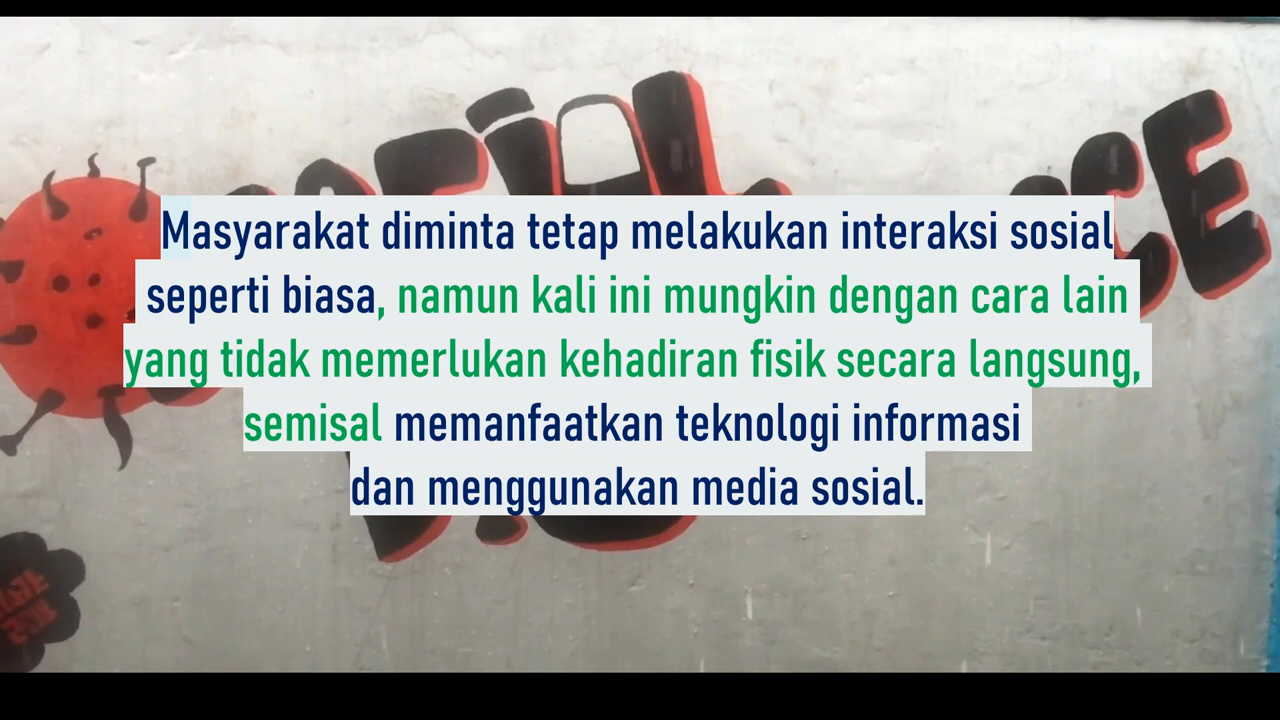 Masyarakat diminta tetap melakukan interaksi sosial
seperti biasa, namun kali ini mungkin dengan cara lain
yang tidak memerlukan kehadiran fisik secara langsung,
semisal memanfaatkan teknologi informasi
dan menggunakan media sosial.